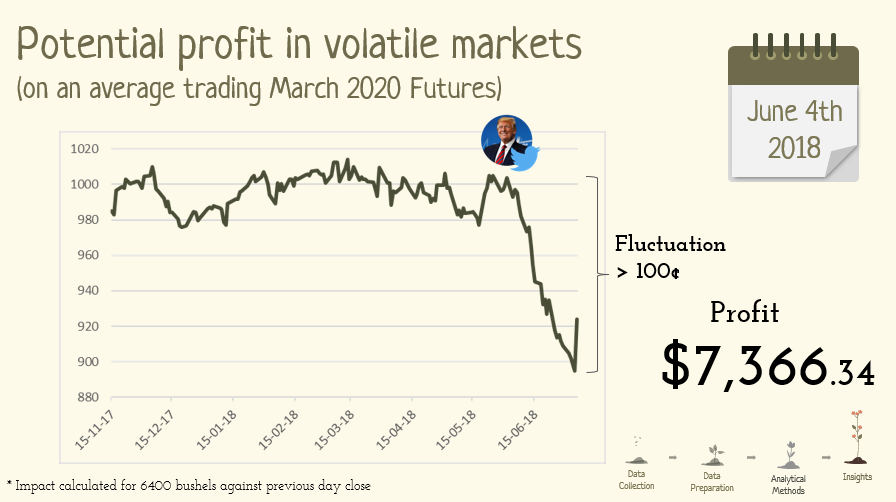 Potential profit in volatile markets
(on an average trading March 2020 Futures)
June 4th
2018
1020
1000
980
960
940
920
900
880
15-11-17
15-12-17
15-01-18
15-02-18
15-03-18
15-04-18
15-05-18
15-06-18
Fluctuation
> 100¢
Profit
$7,366.34
Data
Collection
Data
Preparation
Analytical
Methods
Insights
* Impact calculated for 6400 bushels against previous day close